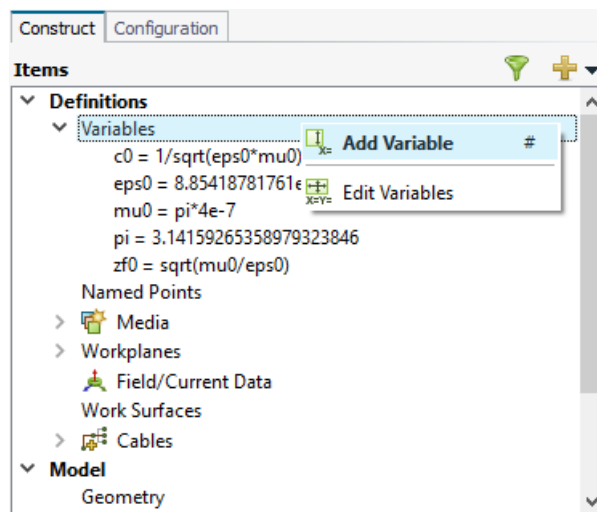 Construct Configuration
Items
Definitions
Variables
Add Variable #
c0 = 1/sqrt(eps0*mu0)
eps0 = 8.85418781761e
Edit Variables
X=
X=Y=
mu0 = pi*4e-7
pi = 3.14159265358979323846
zf0 = sqrt(mu0/eps0)
Named Points
Media
Workplanes
Field/Current Data
Work Surfaces
Cables
Model
Geometry